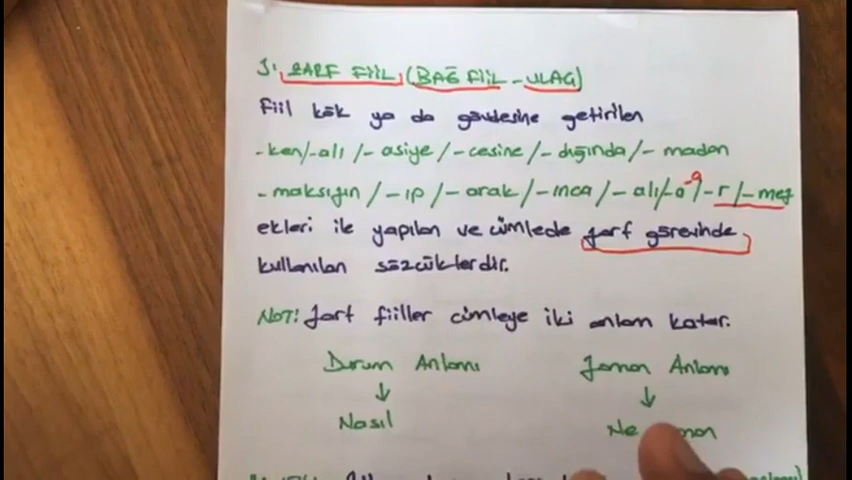 3. ZARF FİİL (BAĞ FİİL - ULAÇ)
Fiil kök ya da gövdesine getirilen
-ken/-alı/-asiye/-cesine/-dığında/-madan
-maksızın/-ıp/-arak/-ınca/-alı/-a -a/-r/-mez
ekleri ile yapılan ve cümlede zarf görevinde
kullanılan sözcüklerdir.
NOT: Zarf fiiller cümleye iki anlam katar.
Durum Anlamı Zaman Anlamı
↓ ↓
Nasıl Ne